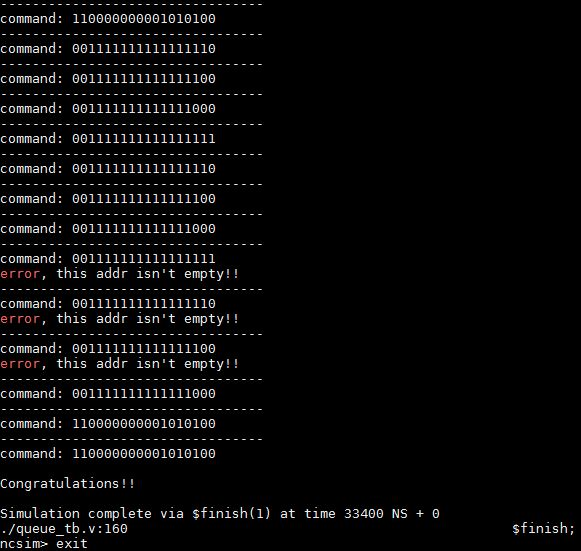 ---------------------------------
command: 110000000001010100
---------------------------------
command: 001111111111111110
---------------------------------
command: 001111111111111100
---------------------------------
command: 001111111111111000
---------------------------------
command: 001111111111111111
---------------------------------
command: 001111111111111110
---------------------------------
command: 001111111111111100
---------------------------------
command: 001111111111111000
---------------------------------
command: 001111111111111111
error, this addr isn't empty!!
---------------------------------
command: 001111111111111110
error, this addr isn't empty!!
---------------------------------
command: 001111111111111100
error, this addr isn't empty!!
---------------------------------
command: 001111111111111000
---------------------------------
command: 110000000001010100
---------------------------------
command: 110000000001010100
Congratulations!!
Simulation complete via $finish(1) at time 33400 NS + 0
./queue_tb.v:160 $finish;
ncsim> exit